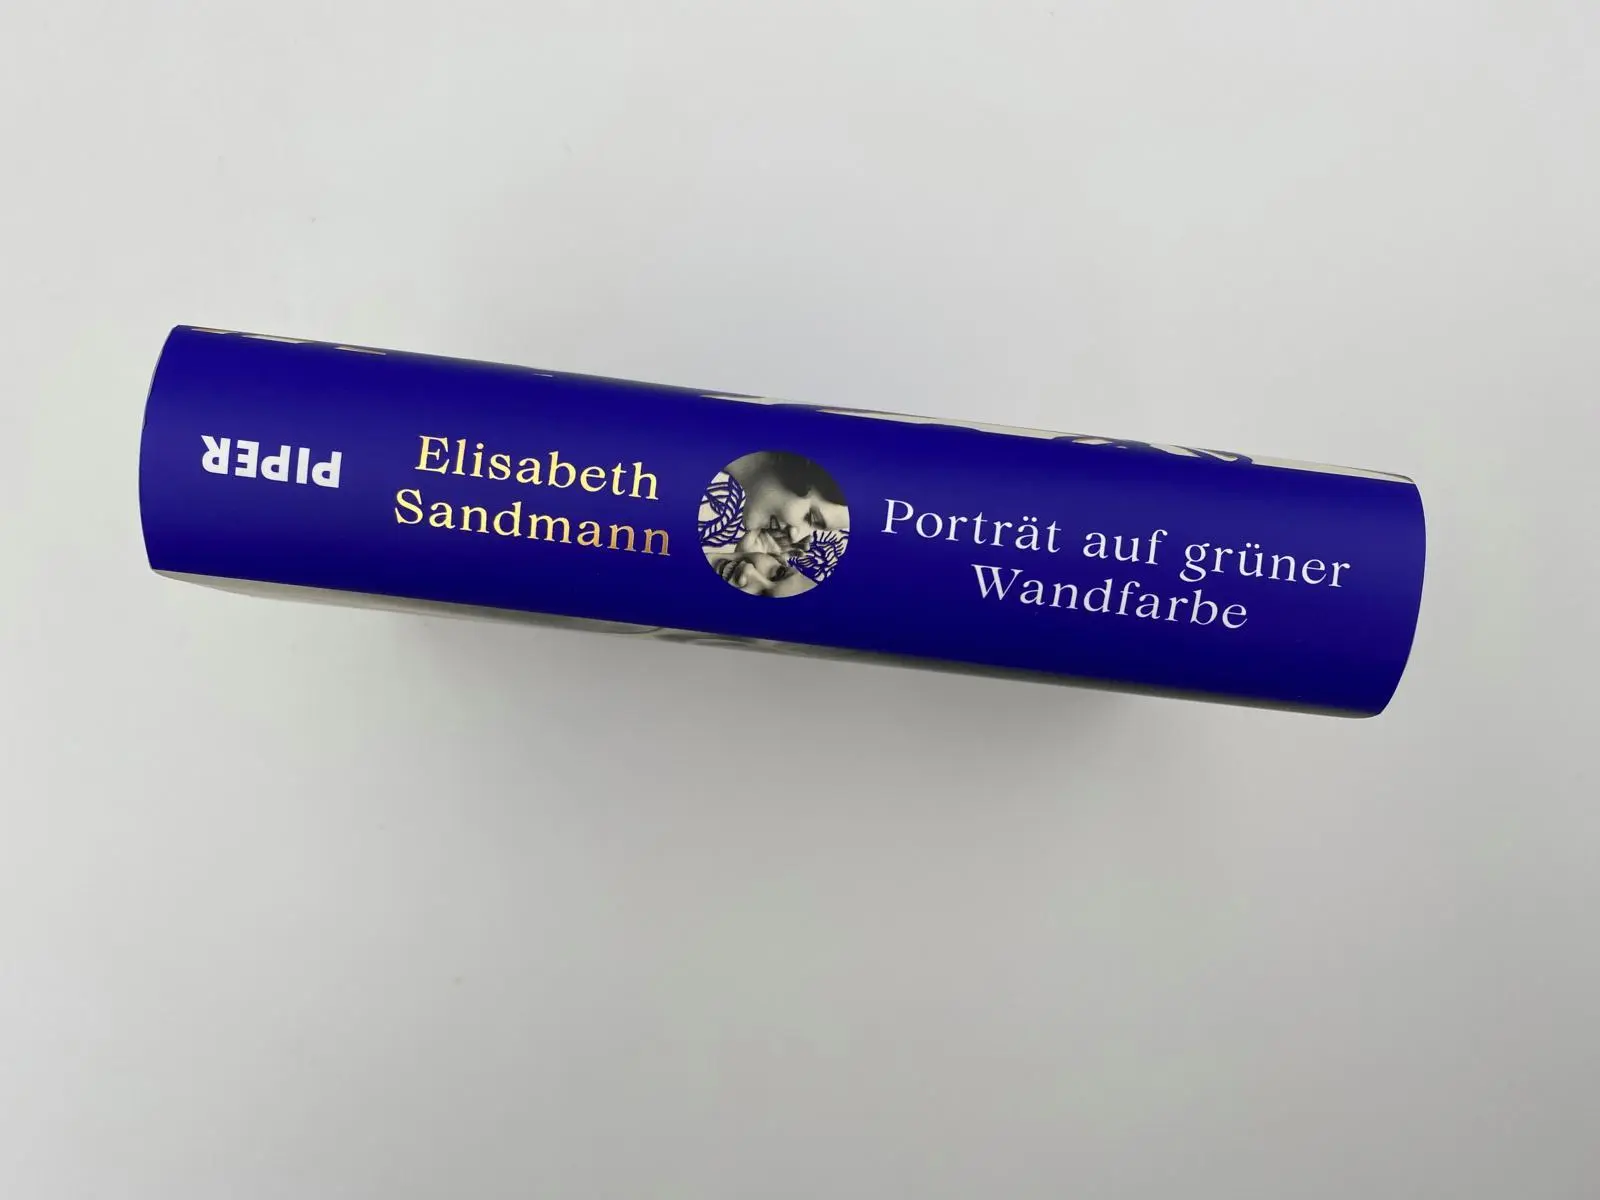 PIPER
Elisabeth
Sandmann
Porträt auf grüner
Wandfarbe